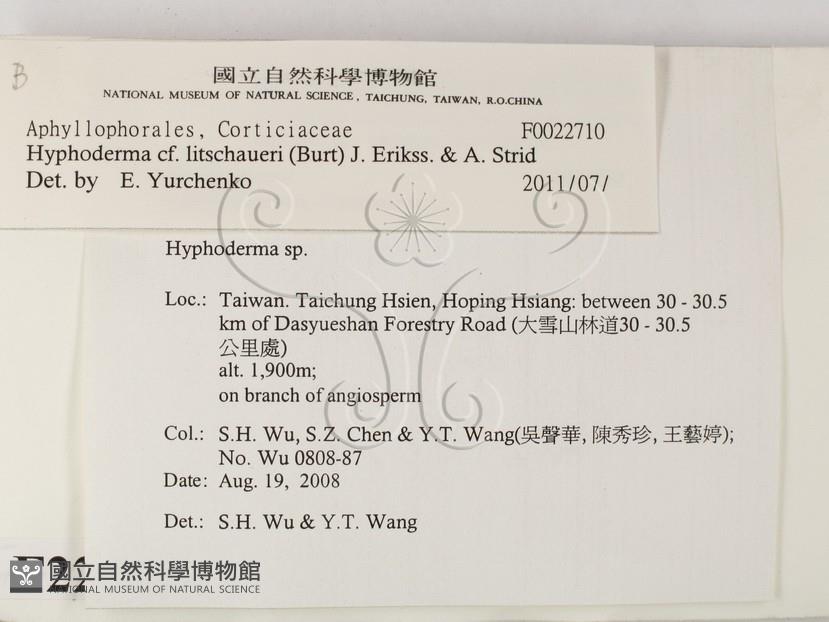 B
國立自然科學博物館
NATIONAL MUSEUM OF NATURAL SCIENCE, TAICHUNG, TAIWAN, R.O.CHINA
Aphyllophorales, Corticiaceae F0022710
Hyphoderma cf. litschaueri (Burt) J. Erikss. & A. Strid
Det. by E. Yurchenko 2011/07/
Hyphoderma sp.
Loc.: Taiwan. Taichung Hsien, Hoping Hsiang: between 30 - 30.5
km of Dasyueshan Forestry Road (大雪山林道30 - 30.5
公里處)
alt. 1,900m;
on branch of angiosperm
Col.: S.H. Wu, S.Z. Chen & Y.T. Wang(吳聲華, 陳秀珍, 王藝婷);
No. Wu 0808-87
Date: Aug. 19, 2008
Det.: S.H. Wu & Y.T. Wang
國立自然科學博物館
NATIONAL MUSEUM OF NATURAL SCIENCE